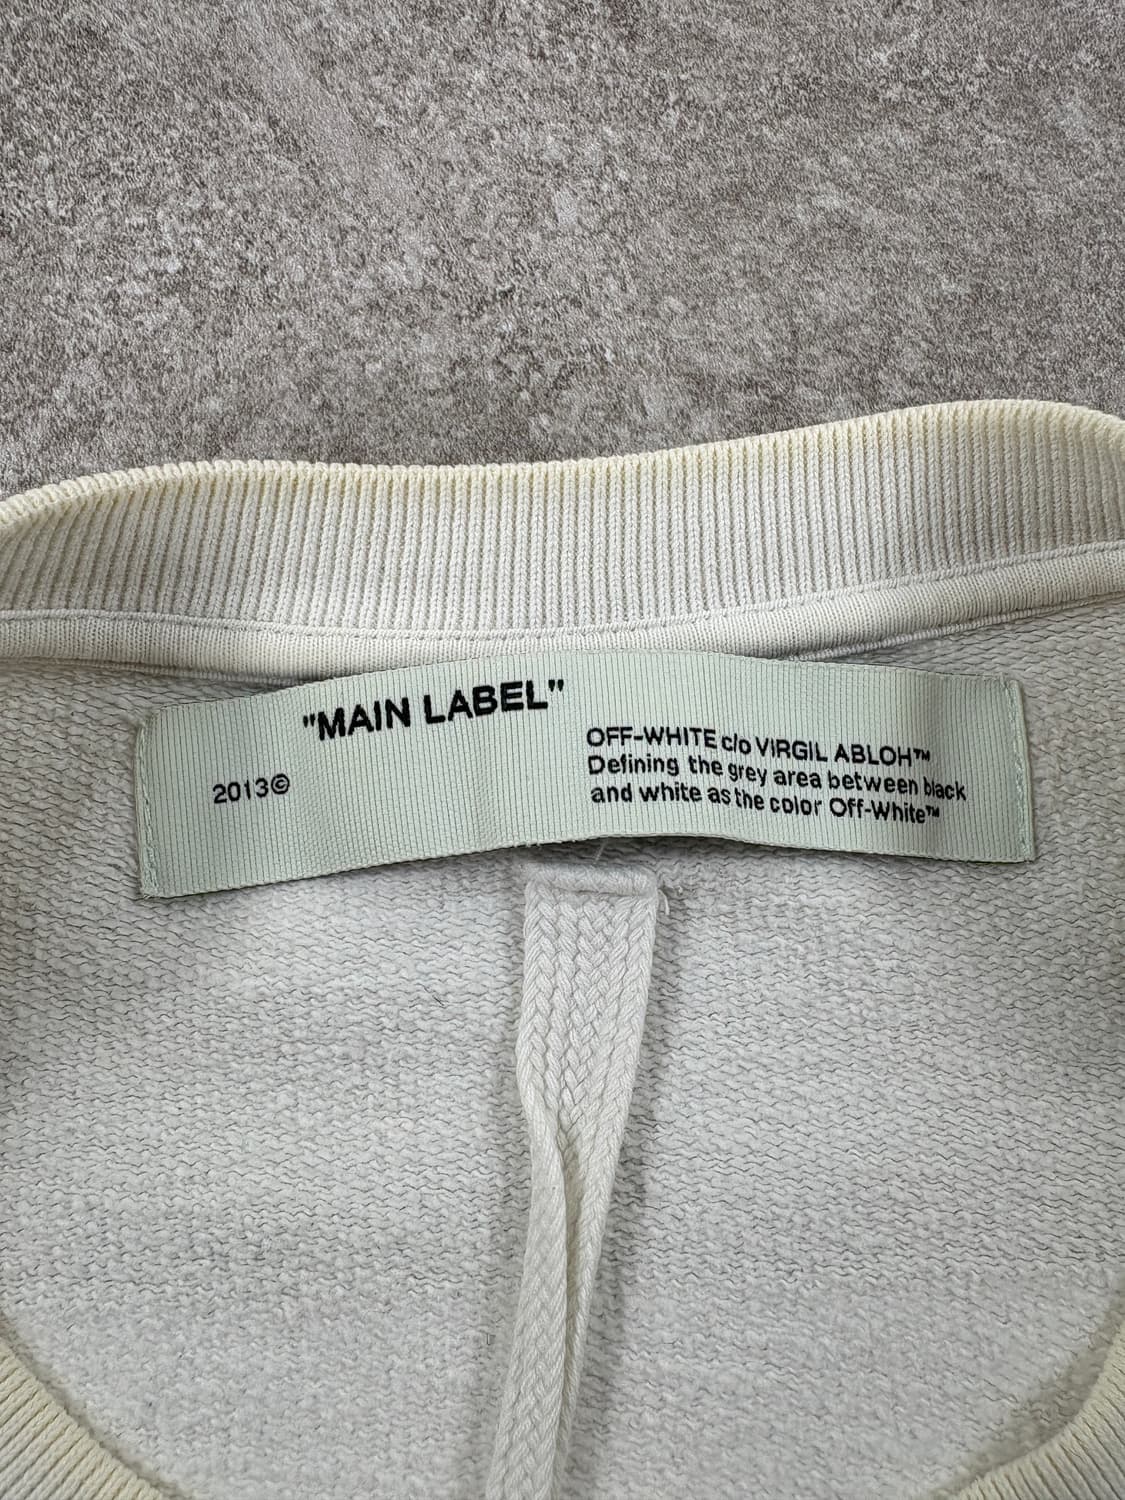 "MAIN LABEL"
2013©
OFF-WHITE c/o VIRGIL ABLOH™
Defining the grey area between black
and white as the color Off-White™